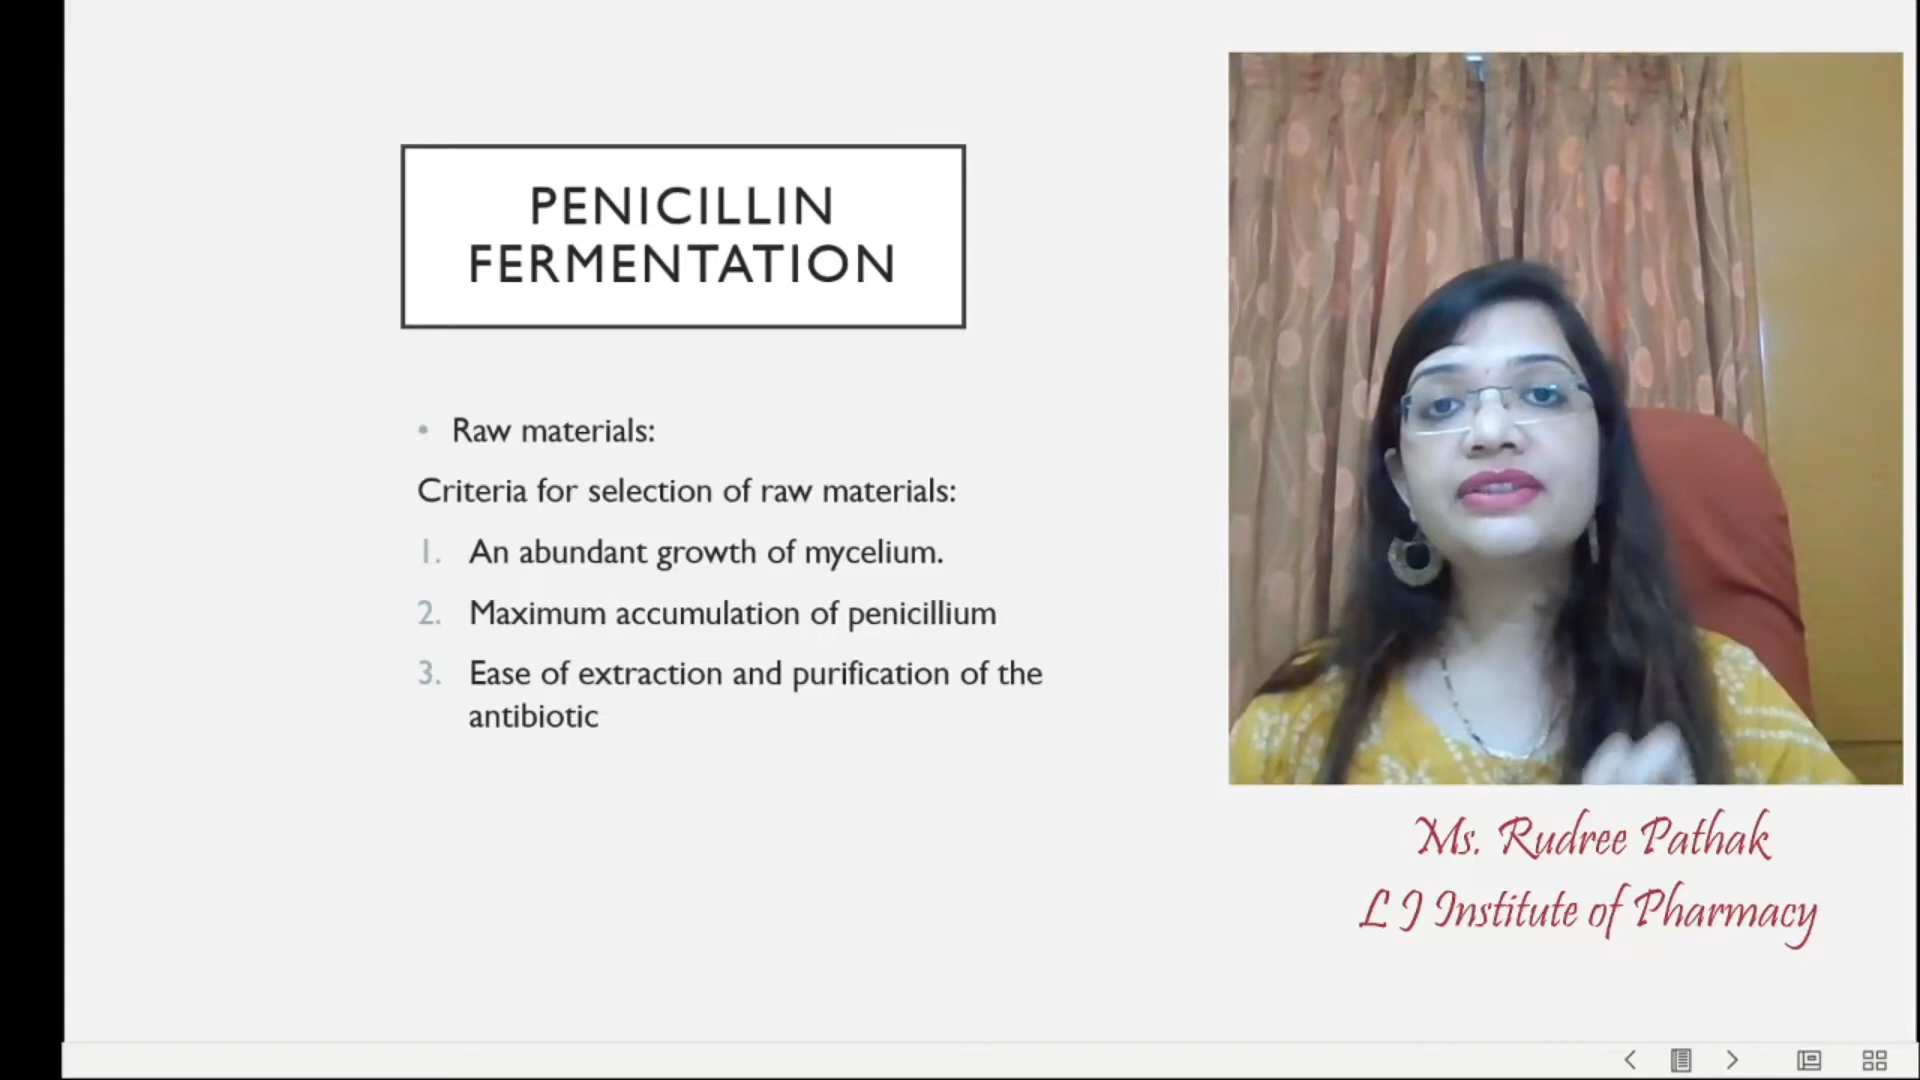 PENICILLIN
FERMENTATION
• Raw materials:
Criteria for selection of raw materials:
1. An abundant growth of mycelium.
2. Maximum accumulation of penicillium
3. Ease of extraction and purification of the
antibiotic
Ms. Rudree Pathak
L J Institute of Pharmacy